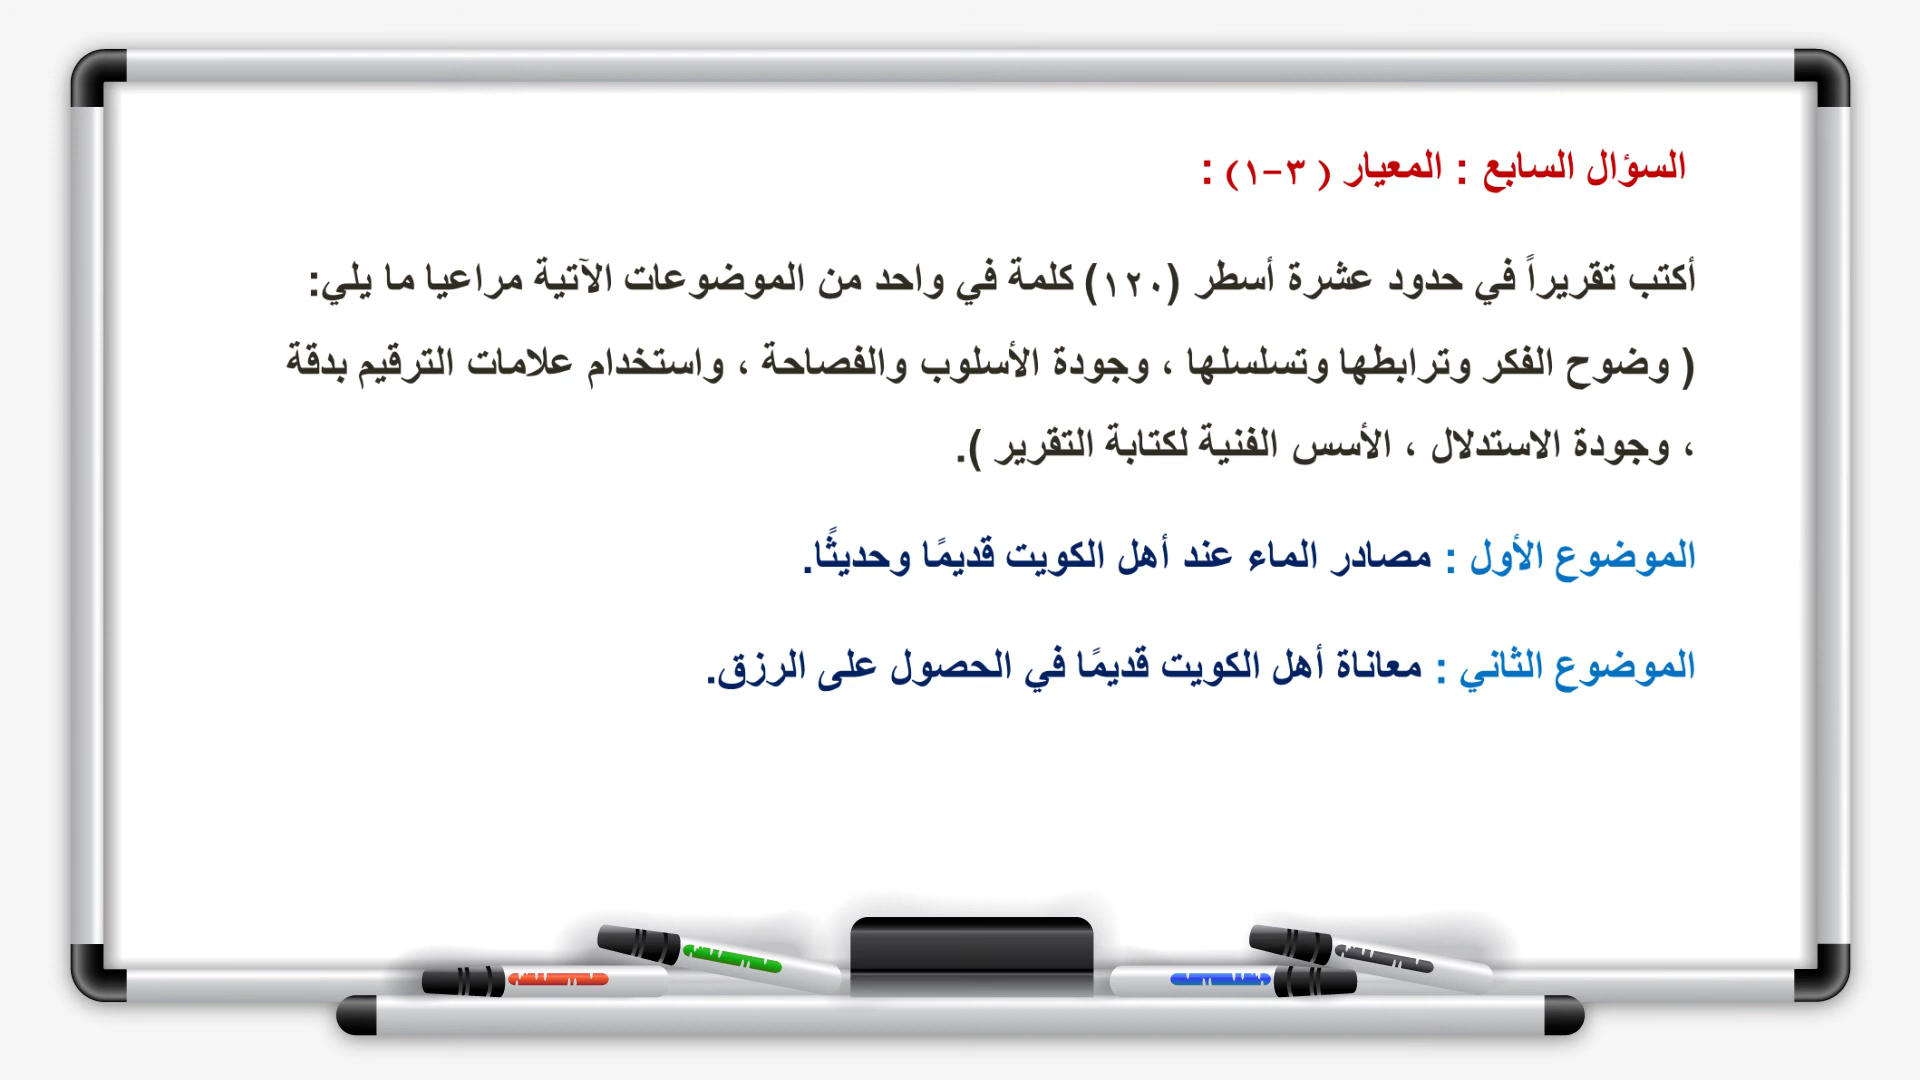 السؤال السابع : المعيار ( ٣-١) :
أكتب تقريراً في حدود عشرة أسطر (١٢٠) كلمة في واحد من الموضوعات الآتية مراعيا ما يلي:
( وضوح الفكر وترابطها وتسلسلها ، وجودة الأسلوب والفصاحة ، واستخدام علامات الترقيم بدقة
، وجودة الاستدلال ، الأسس الفنية لكتابة التقرير ).
الموضوع الأول : مصادر الماء عند أهل الكويت قديمًا وحديثًا.
الموضوع الثاني : معاناة أهل الكويت قديمًا في الحصول على الرزق.